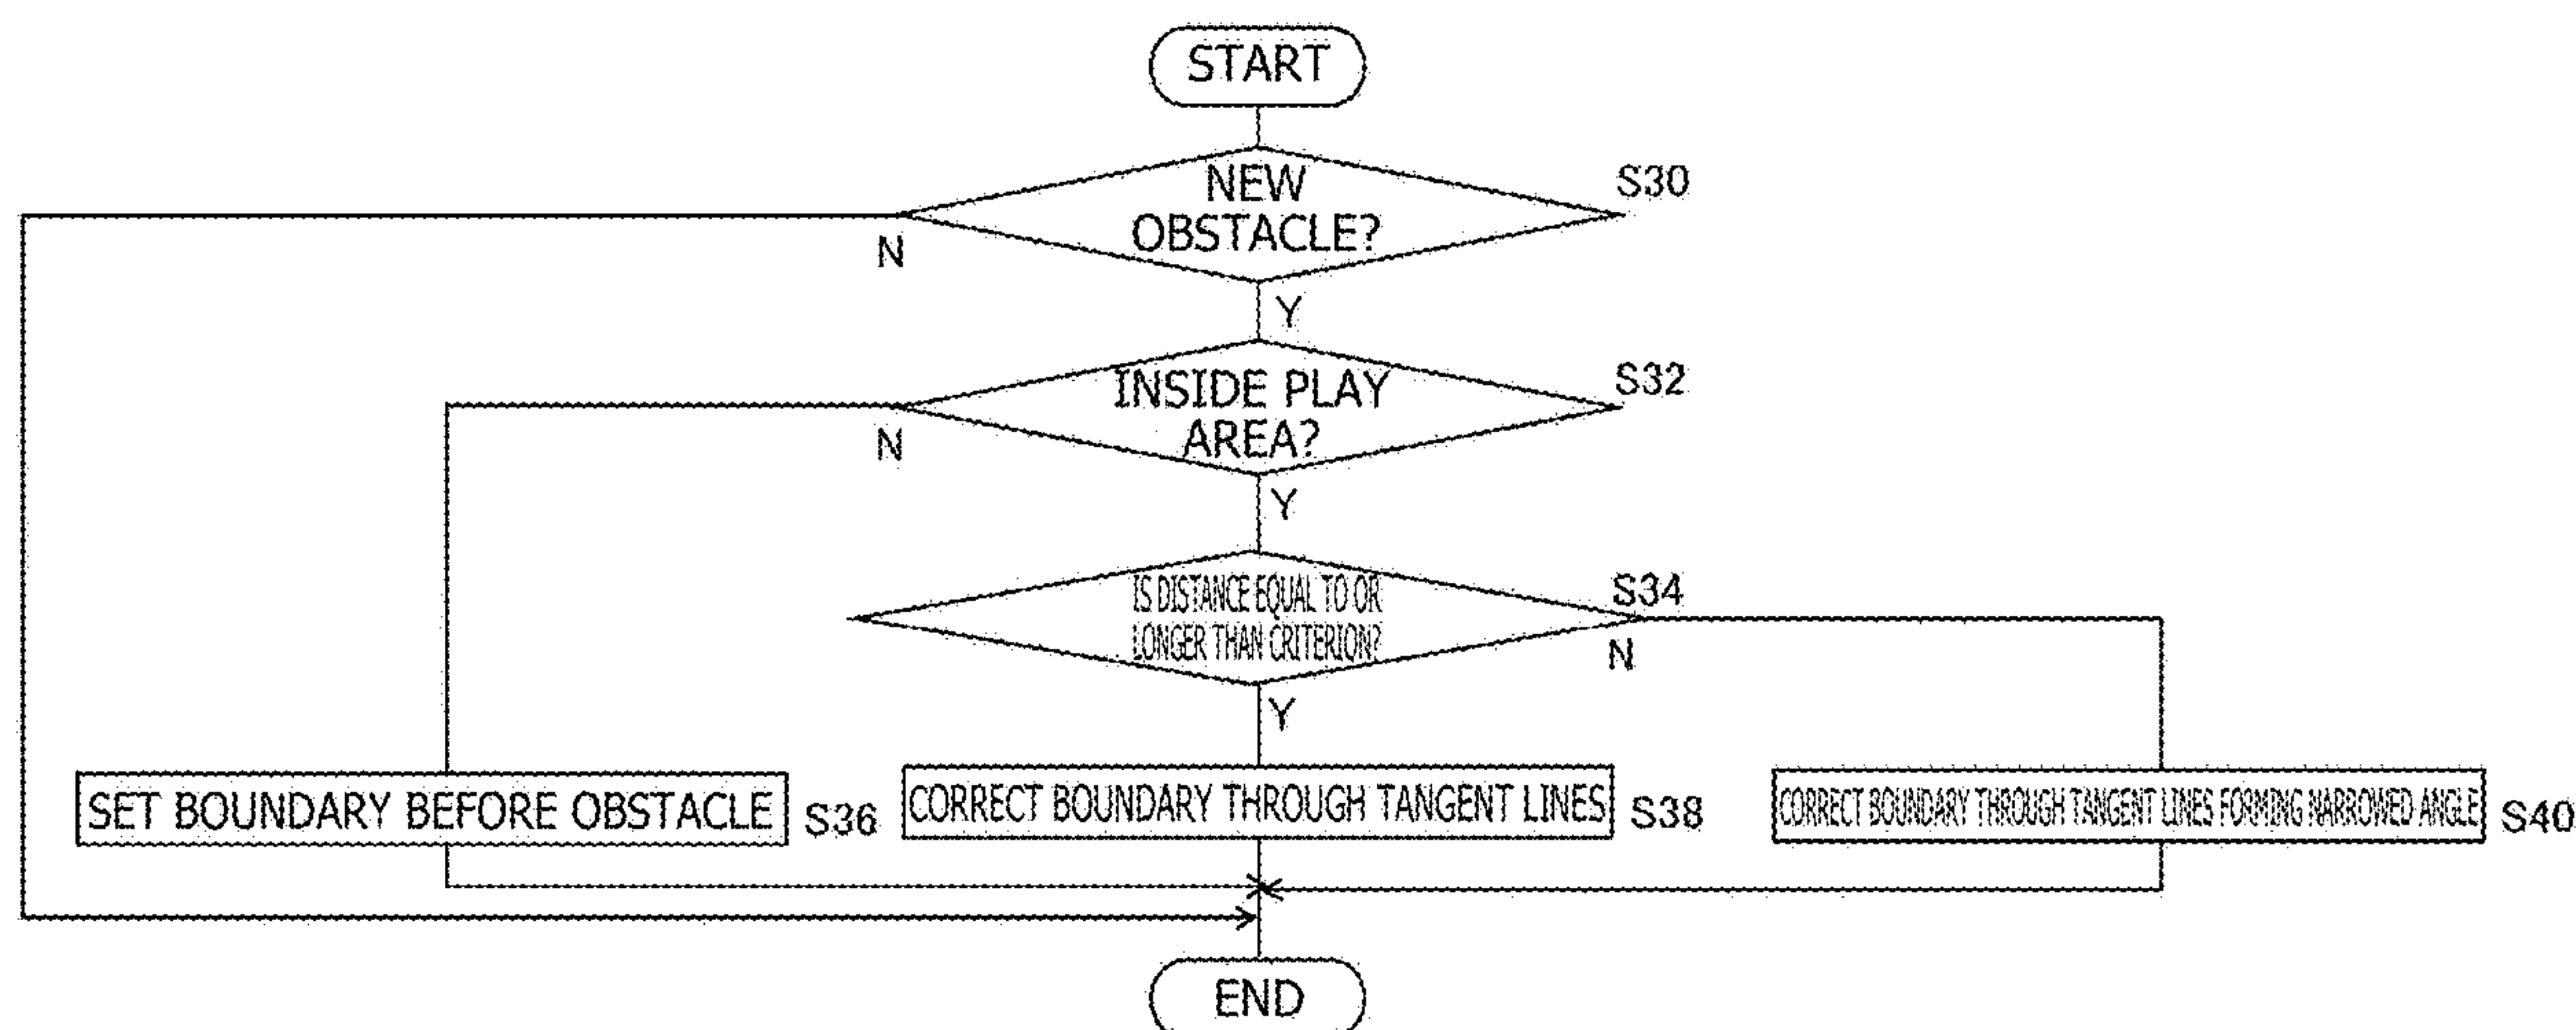 START
NEW
OBSTACLE?
S30
N
Y
INSIDE PLAY
AREA?
S32
N
Y
IS DISTANCE EQUAL TO OR
LONGER THAN CRITERION?
S34
N
Y
SET BOUNDARY BEFORE OBSTACLE
S36
CORRECT BOUNDARY THROUGH TANGENT LINES
S38
CORRECT BOUNDARY THROUGH TANGENT LINES FORMING NARROWED ANGLE
S40
END